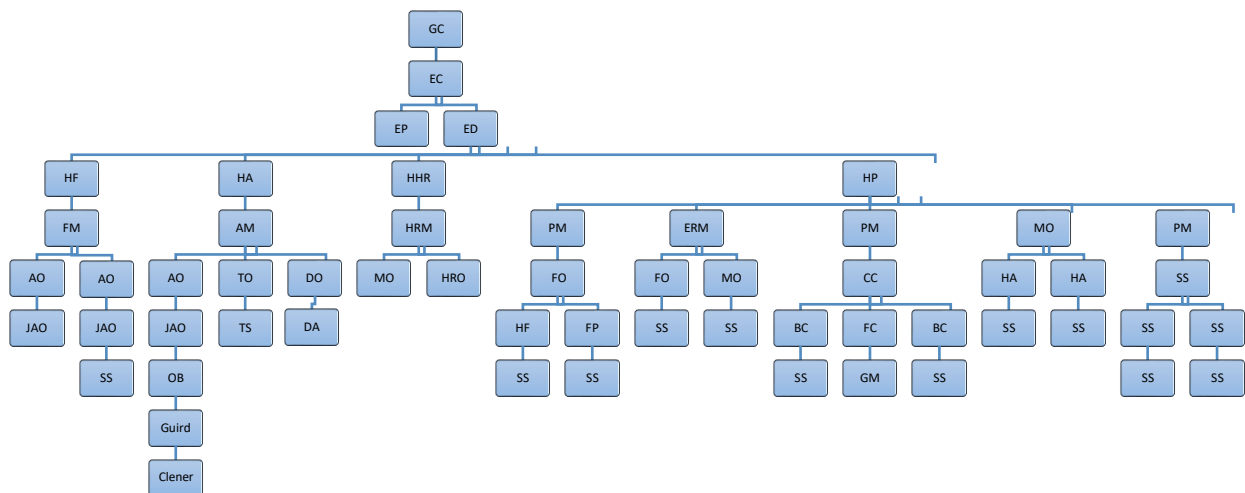 GC
EC
EP ED
HF HA HHR HP
FM AM HRM PM ERM PM MO PM
AO AO AO TO DO MO HRO FO FO MO CC HA HA SS
JAO JAO JAO TS DA HF FP SS SS BC FC BC SS SS SS SS
SS OB SS SS SS GM SS SS SS
Guird
Clener